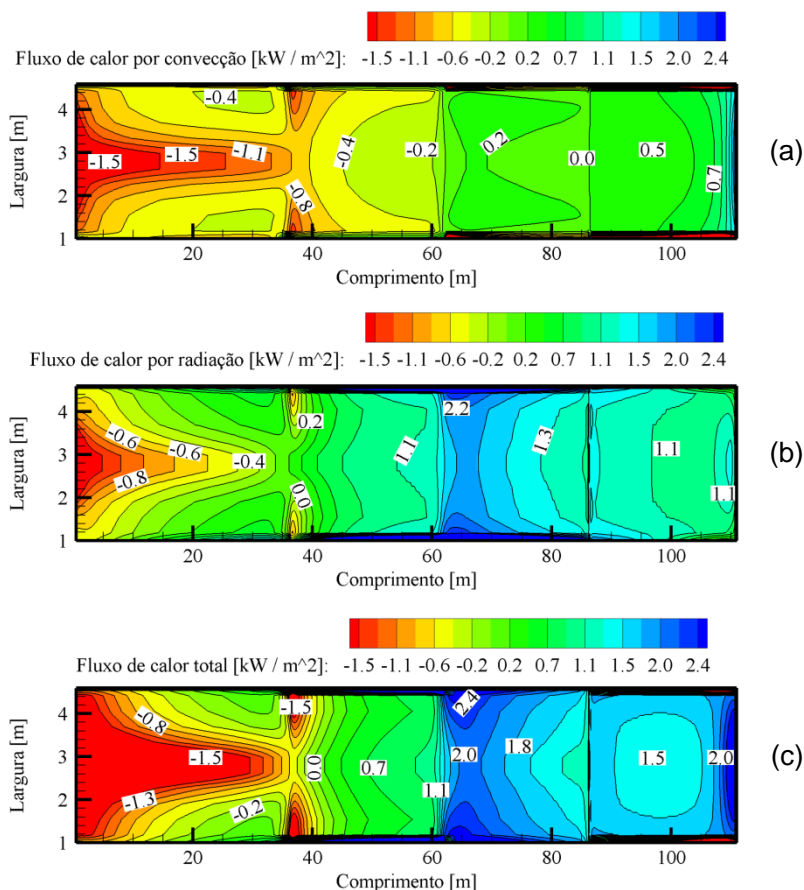 Fluxo de calor por convecção [kW / m^2]: -1.5 -1.1 -0.6 -0.2 0.2 0.7 1.1 1.5 2.0 2.4
Largura [m]
4
3
2
1
-0.4
-1.5 -1.5 -1.1 -0.4 -0.2 0.2 0.0 0.5
-0.8 0.7
20 40 60 80 100
Comprimento [m]
(a)
Fluxo de calor por radiação [kW / m^2]: -1.5 -1.1 -0.6 -0.2 0.2 0.7 1.1 1.5 2.0 2.4
Largura [m]
4
3
2
1
0.2 2.2
-0.6 -0.6 1.1 1.3 1.1
-0.8 -0.4
0.0 1.1
20 40 60 80 100
Comprimento [m]
(b)
Fluxo de calor total [kW / m^2]: -1.5 -1.1 -0.6 -0.2 0.2 0.7 1.1 1.5 2.0 2.4
Largura [m]
4
3
2
1
-0.8 -1.5 2.4
-1.5 0.0 0.7 2.0 1.8 1.5 2.0
-1.3 -0.2 1.1
20 40 60 80 100
Comprimento [m]
(c)